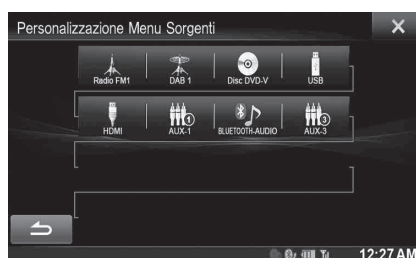 Personalizzazione Menu Sorgenti
Radio FM1 DAB 1 Disc DVD-V USB
HDMI AUX-1 BLUETOOTH-AUDIO AUX-3
12:27 AM